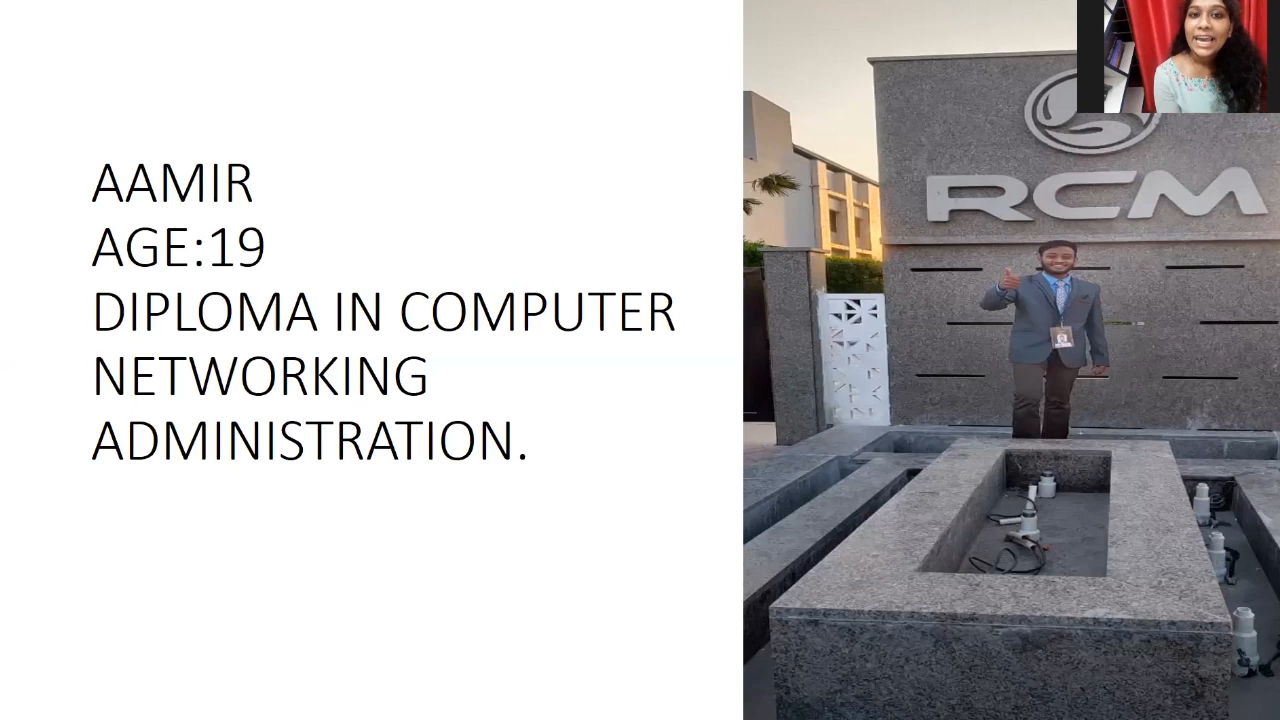 AAMIR
AGE:19
DIPLOMA IN COMPUTER
NETWORKING
ADMINISTRATION.
RCM